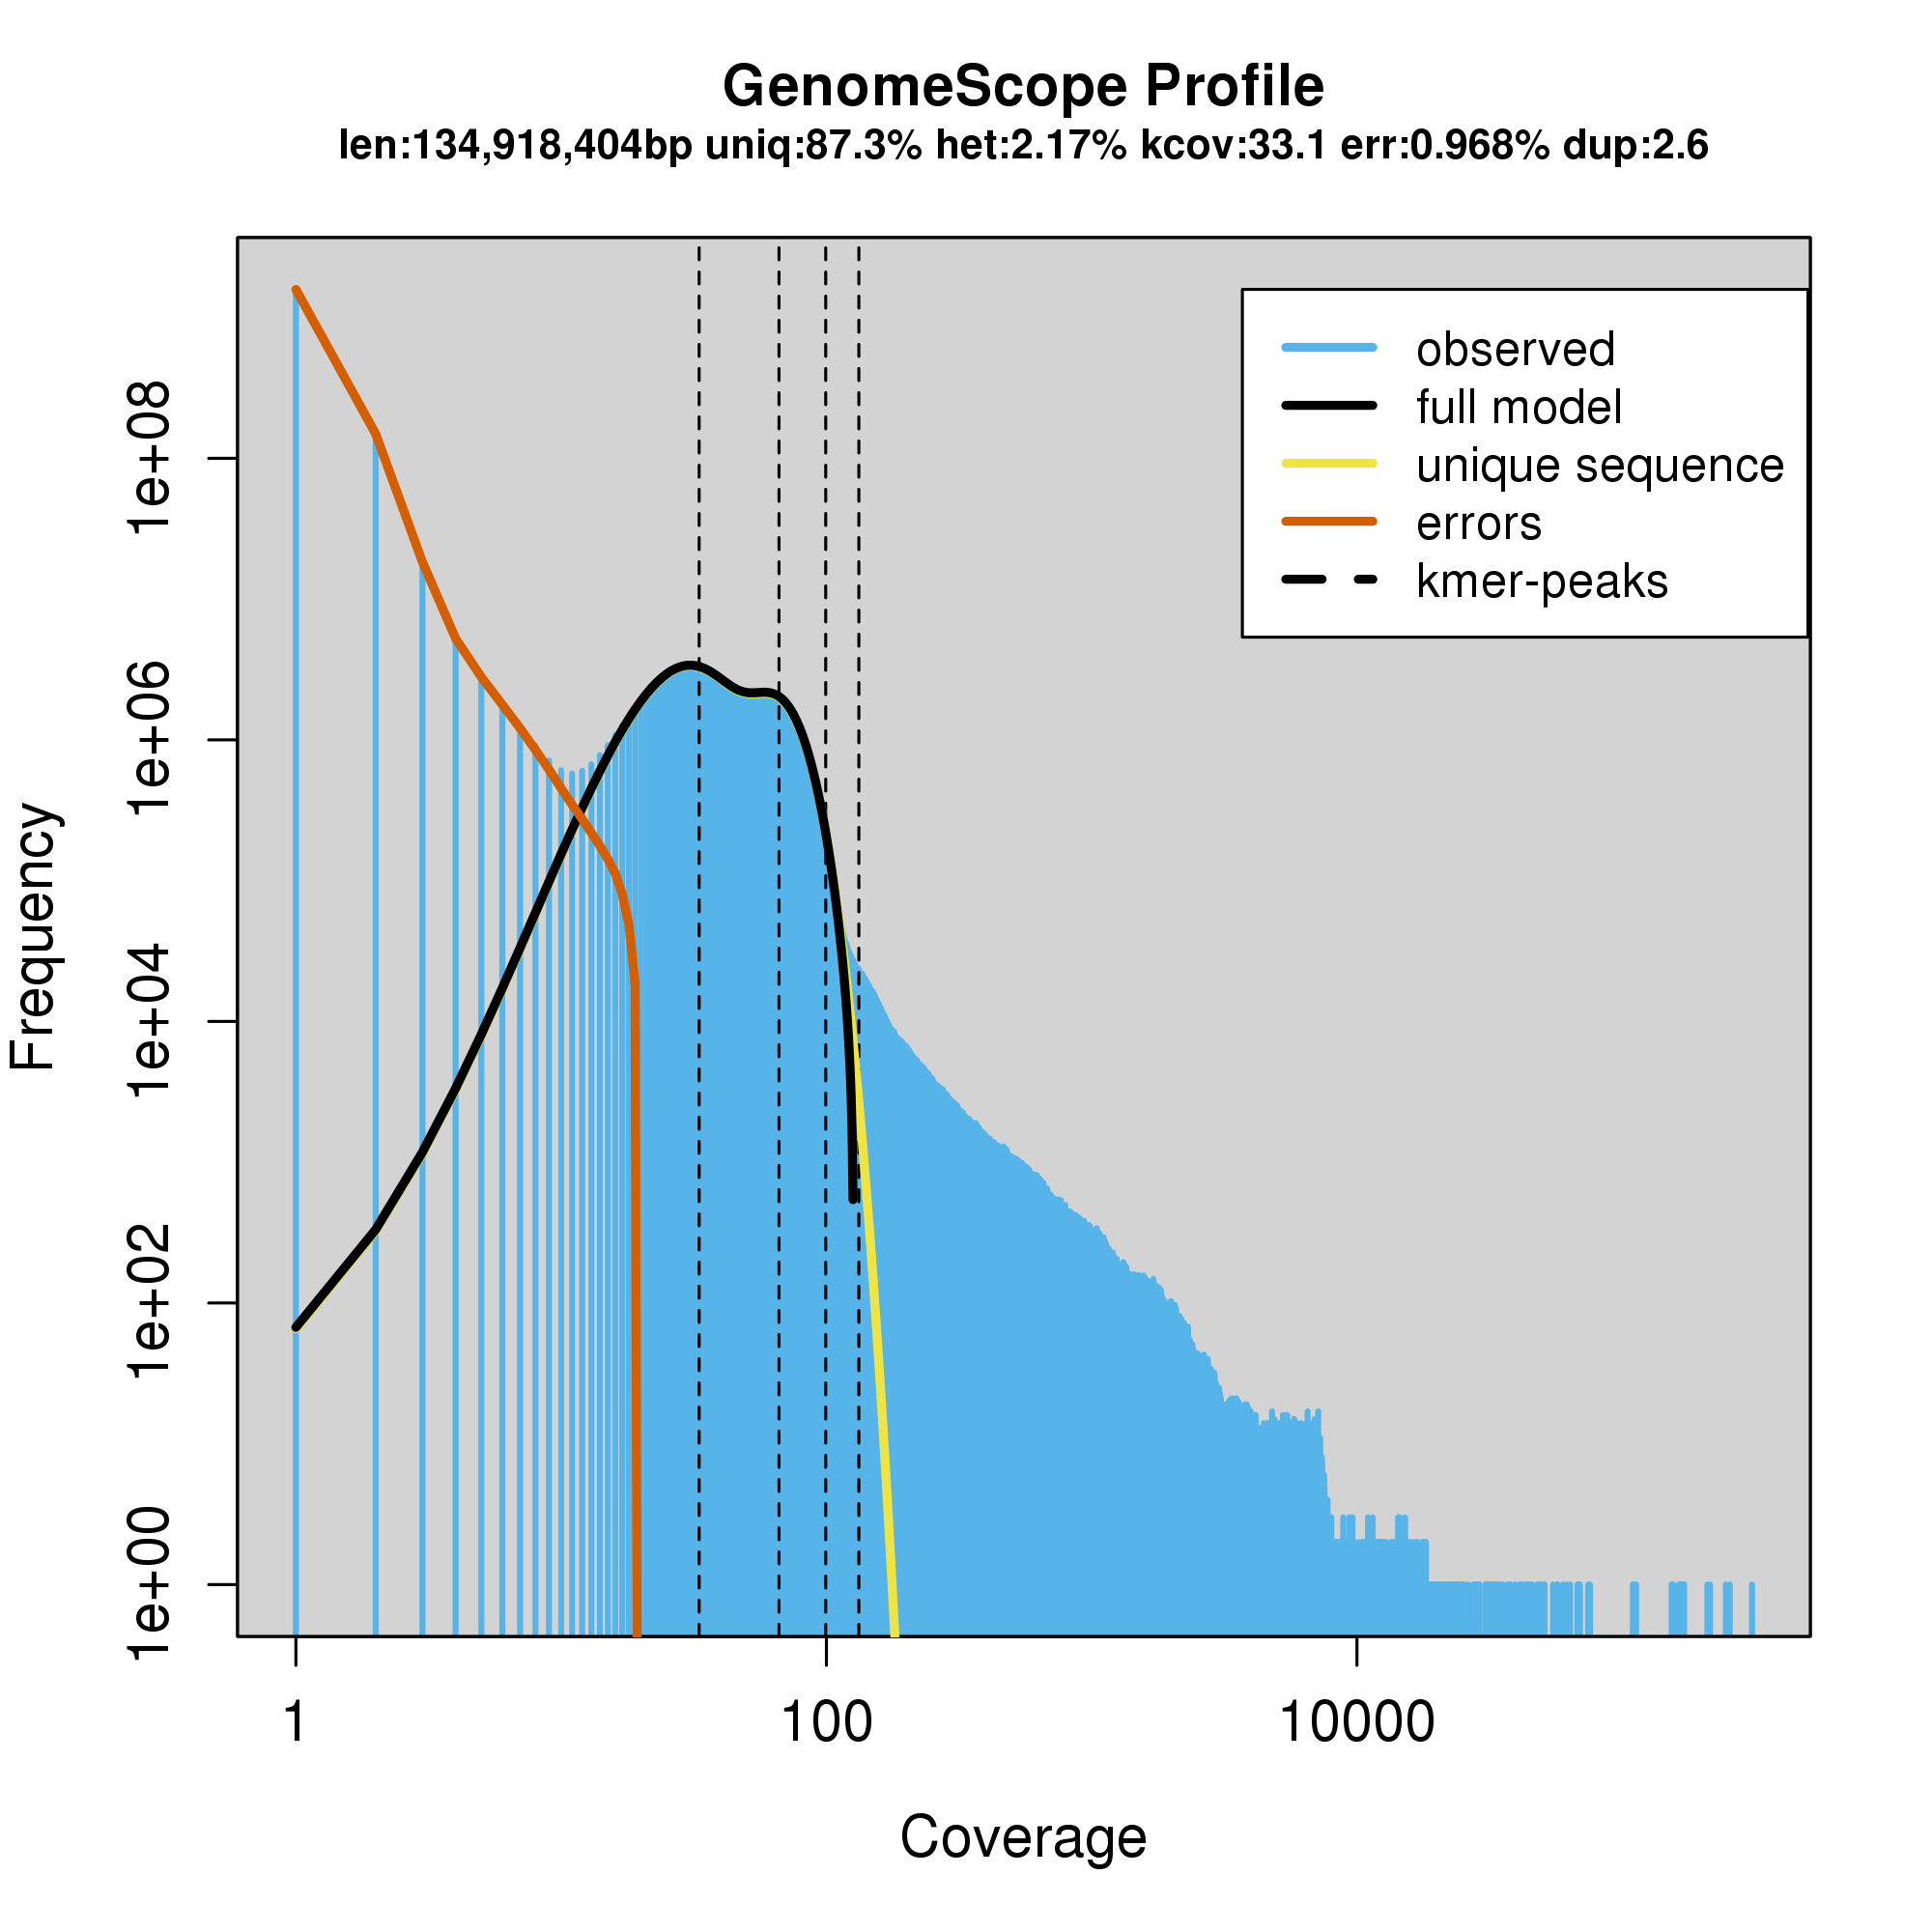 GenomeScope Profile
len:134,918,404bp uniq:87.3% het:2.17% kcov:33.1 err:0.968% dup:2.6
observed
full model
unique sequence
errors
kmer-peaks
1e+08
1e+06
1e+04
1e+02
1e+00
Frequency
1
100
10000
Coverage